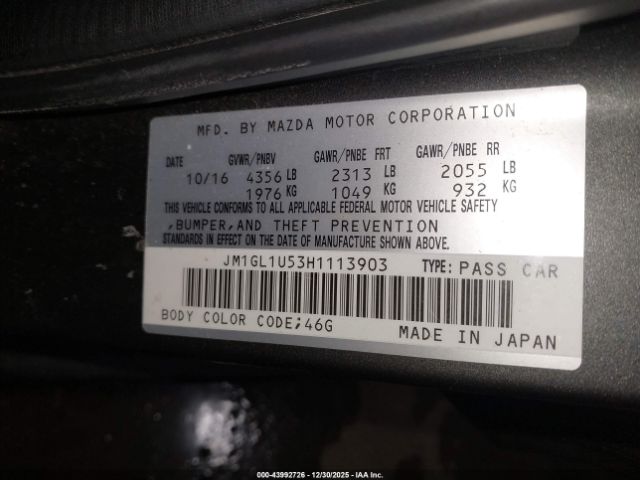 MFD. BY MAZDA MOTOR CORPORATION
DATE GVWR/PNBV GAWR/PNBE FRT GAWR/PNBE RR
10/16 4356 LB 2313 LB 2055 LB
1976 KG 1049 KG 932 KG
THIS VEHICLE CONFORMS TO ALL APPLICABLE FEDERAL MOTOR VEHICLE SAFETY
,BUMPER,AND THEFT PREVENTION
STANDARDS IN EFFECT ON THE DATE OF MANUFACTURE SHOWN ABOVE.
JM1GL1U53H1113903 TYPE: PASS CAR
BODY COLOR CODE;46G MADE IN JAPAN
000-43992726 - 12/30/2025 - IAA Inc.